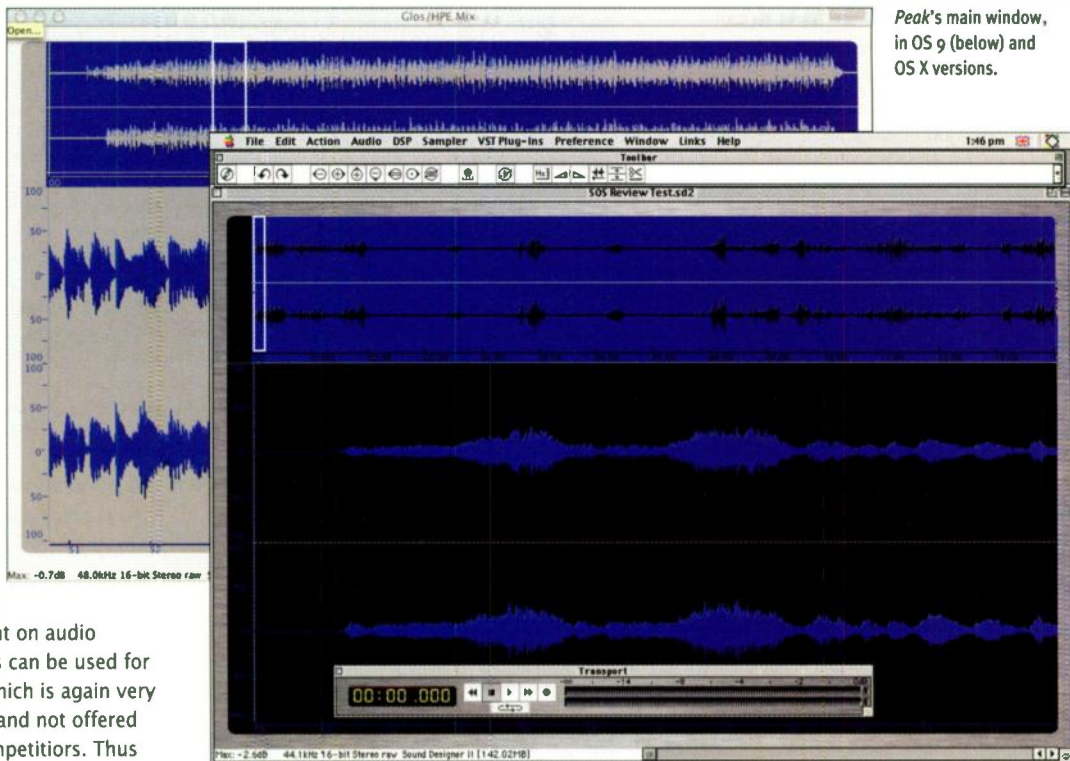 Glos/HPE Mix
Open...
Peak's main window,
in OS 9 (below) and
OS X versions.
File Edit Action Audio DSP Sampler VST Plug-Ins Preference Window Links Help 1:46 pm
Toolbar
SOS Review Test.sd2
100
50
0
50
100
100
50
0
50
100
51 52
Max: -0.7dB 48.0kHz 16-bit Stereo raw
Transport
00:00 .000
Max: -2.6dB 44.1kHz 16-bit Stereo raw Sound Designer II [142.02MB]
nt on audio
s can be used for
hich is again very
and not offered
mpetitiors. Thus